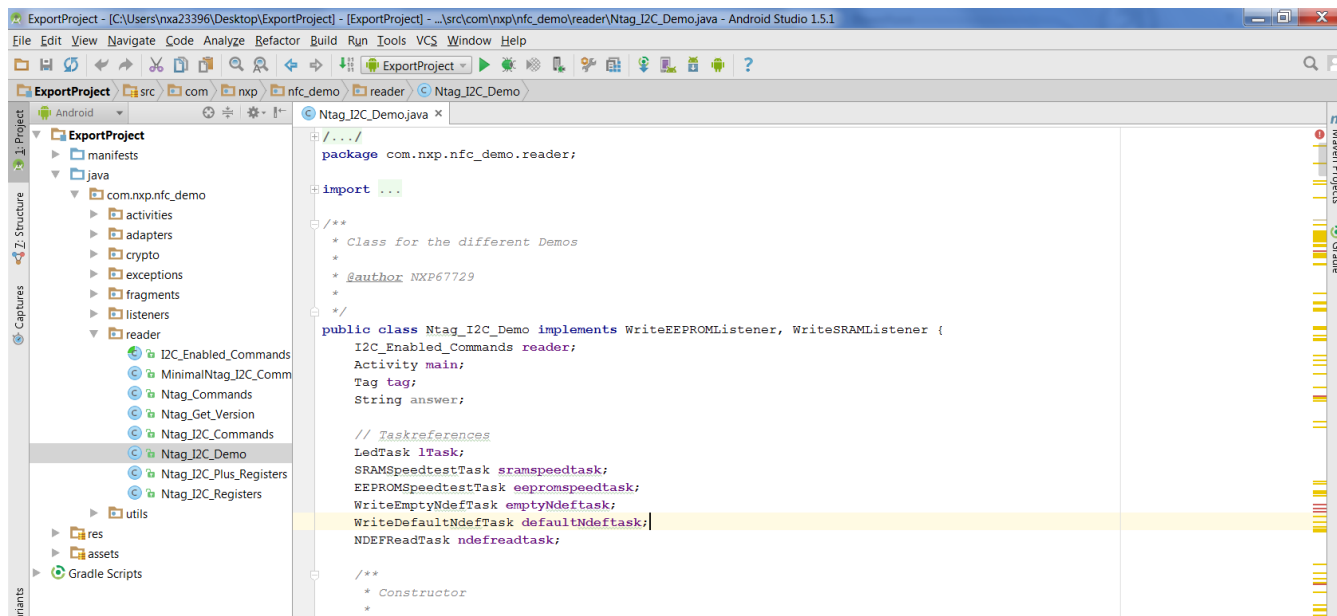 ExportProject - [C:\Users\nxa23396\Desktop\ExportProject] - [ExportProject] - ...\src\com\nxp\nfc_demo\reader\Ntag_I2C_Demo.java - Android Studio 1.5.1
File Edit View Navigate Code Analyze Refactor Build Run Tools VCS Window Help
ExportProject
ExportProject src com nxp nfc_demo reader Ntag_I2C_Demo
Android
Ntag_I2C_Demo.java
1: Project
7: Structure
Captures
ExportProject
manifests
java
com.nxp.nfc_demo
activities
adapters
crypto
exceptions
fragments
listeners
reader
I2C_Enabled_Commands
MinimalNtag_I2C_Comm
Ntag_Commands
Ntag_Get_Version
Ntag_I2C_Commands
Ntag_I2C_Demo
Ntag_I2C_Plus_Registers
Ntag_I2C_Registers
utils
res
assets
Gradle Scripts
/.../
package com.nxp.nfc_demo.reader;
import ...
/**
* Class for the different Demos
*
* @author NXP67729
*
*/
public class Ntag_I2C_Demo implements WriteEEPROMListener, WriteSRAMListener {
I2C_Enabled_Commands reader;
Activity main;
Tag tag;
String answer;
// Taskreferences
LedTask lTask;
SRAMSpeedtestTask sramspeedtask;
EEPROMSpeedtestTask eepromspeedtask;
WriteEmptyNdefTask emptyNdeftask;
WriteDefaultNdefTask defaultNdeftask;
NDEFReadTask ndefreadtask;
/**
* Constructor
*
Maven Projects
Gradle